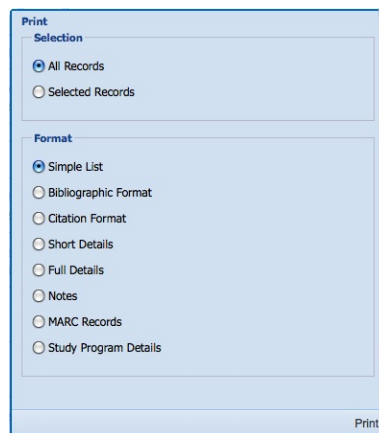 Print
Selection
All Records
Selected Records
Format
Simple List
Bibliographic Format
Citation Format
Short Details
Full Details
Notes
MARC Records
Study Program Details
Print